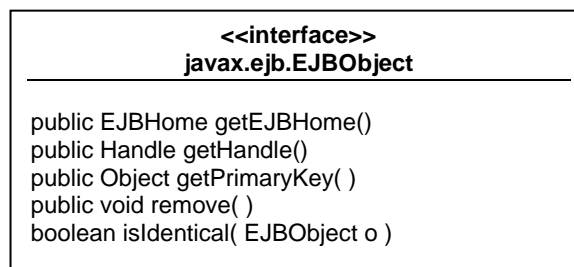 <<interface>>
javax.ejb.EJBObject
public EJBHome getEJBHome()
public Handle getHandle()
public Object getPrimaryKey( )
public void remove( )
boolean isIdentical( EJBObject o )